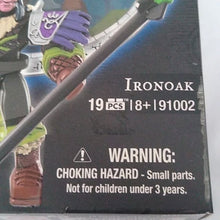 IRONOAK
19 PCS | 8+ | 91002
WARNING:
CHOKING HAZARD - Small parts.
Not for children under 3 years.